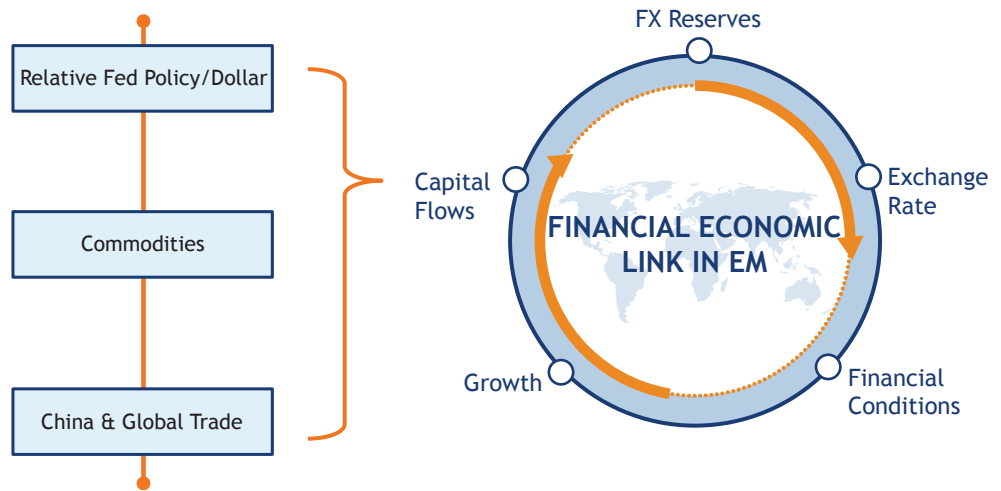 Relative Fed Policy/Dollar
Commodities
China & Global Trade
FX Reserves
Capital
Flows
Exchange
Rate
FINANCIAL ECONOMIC
LINK IN EM
Growth
Financial
Conditions